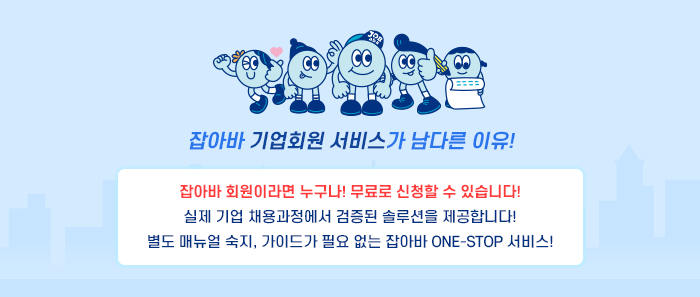 JOB
잡아바 기업회원 서비스가 남다른 이유!
잡아바 회원이라면 누구나! 무료로 신청할 수 있습니다!
실제 기업 채용과정에서 검증된 솔루션을 제공합니다!
별도 매뉴얼 숙지, 가이드가 필요 없는 잡아바 ONE-STOP 서비스!